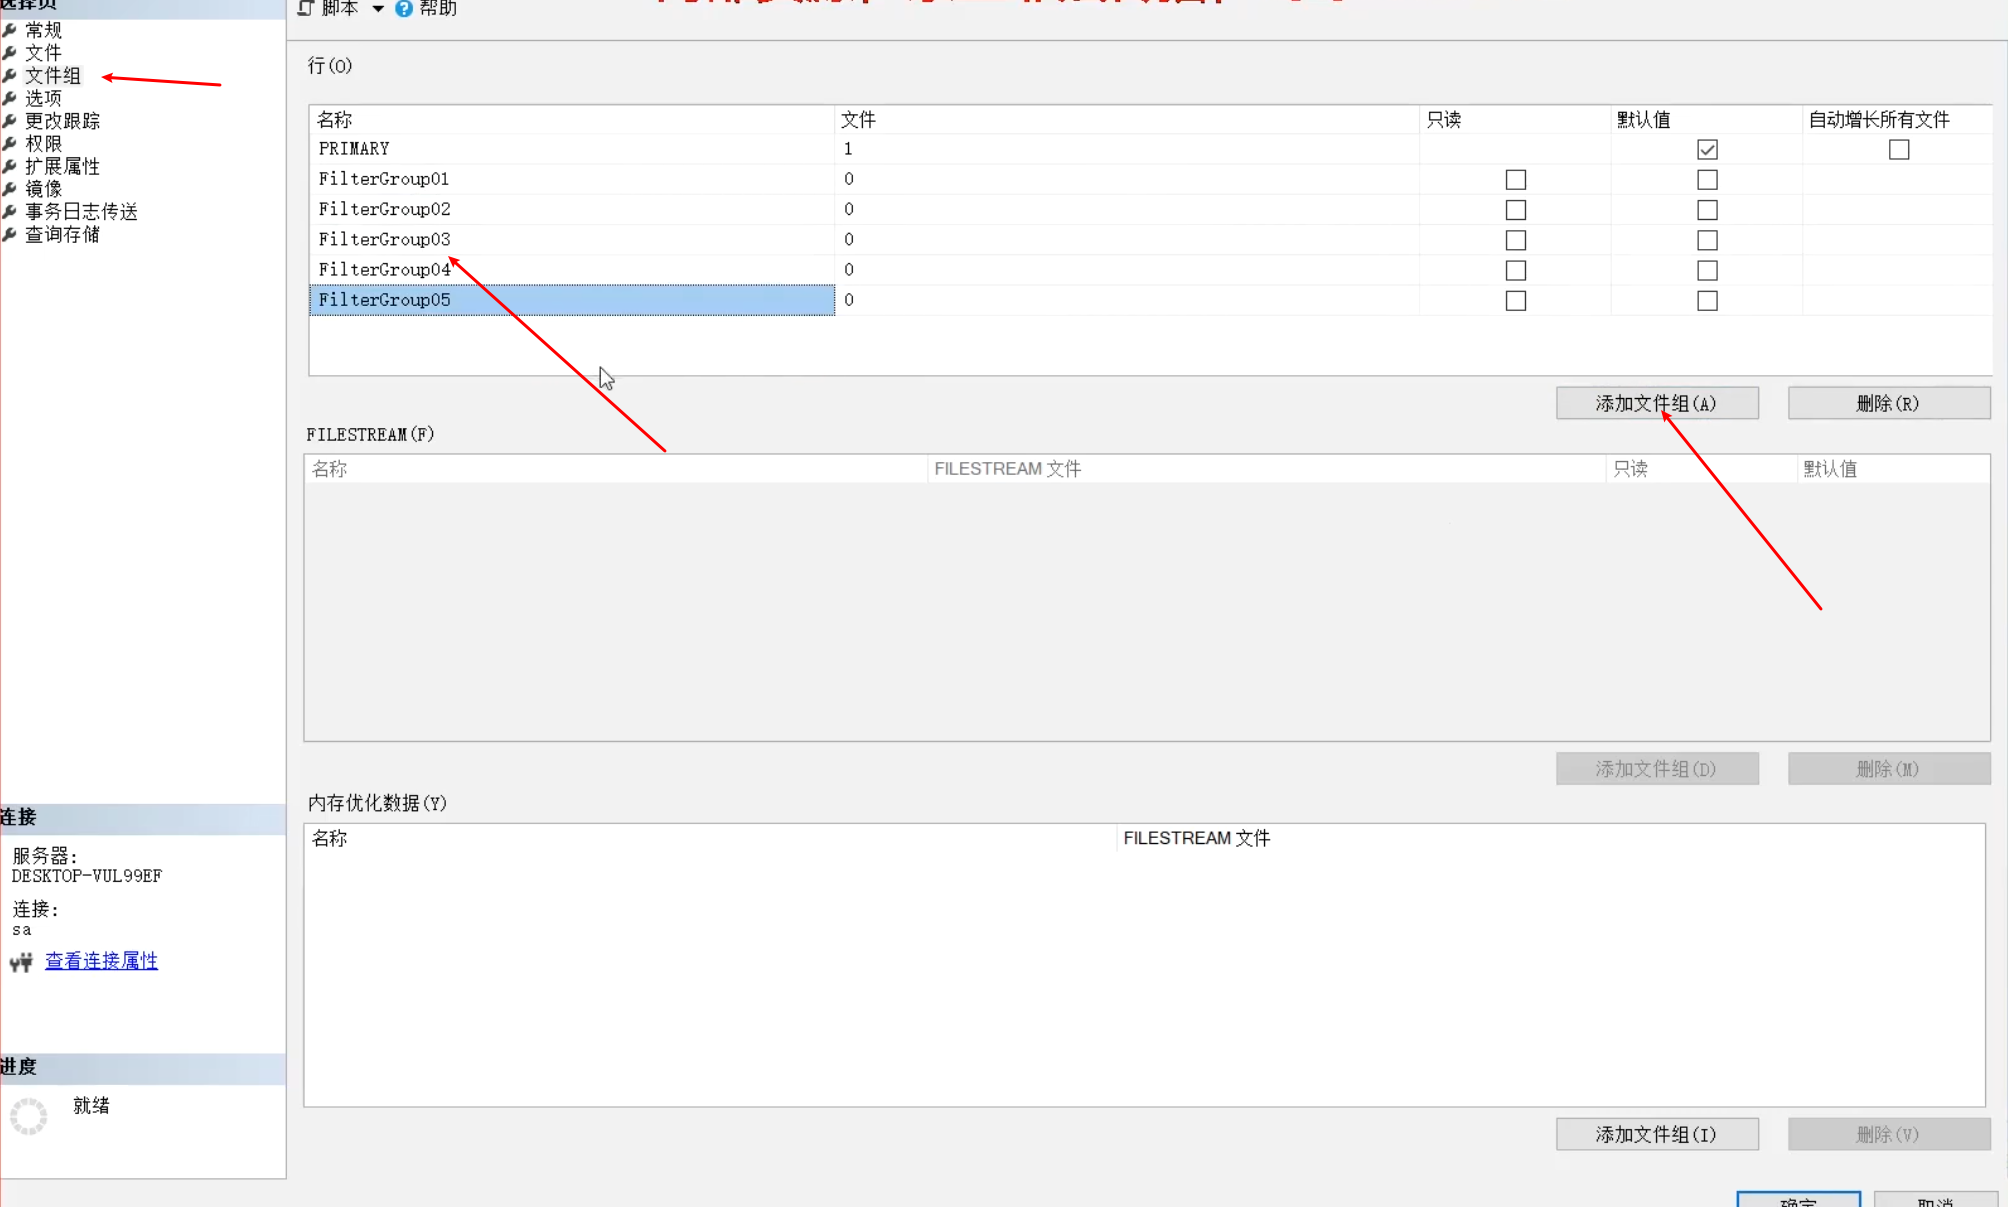 选择页
常规
文件
文件组
选项
更改跟踪
权限
扩展属性
镜像
事务日志传送
查询存储
连接
服务器:
DESKTOP-VUL99EF
连接:
sa
查看连接属性
进度
就绪
脚本 帮助
行(O)
名称 文件 只读 默认值 自动增长所有文件
PRIMARY 1
FilterGroup01 0
FilterGroup02 0
FilterGroup03 0
FilterGroup04 0
FilterGroup05 0
添加文件组(A) 删除(R)
FILESTREAM(F)
名称 FILESTREAM 文件 只读 默认值
添加文件组(D) 删除(M)
内存优化数据(Y)
名称 FILESTREAM 文件
添加文件组(I) 删除(V)
确定 取消